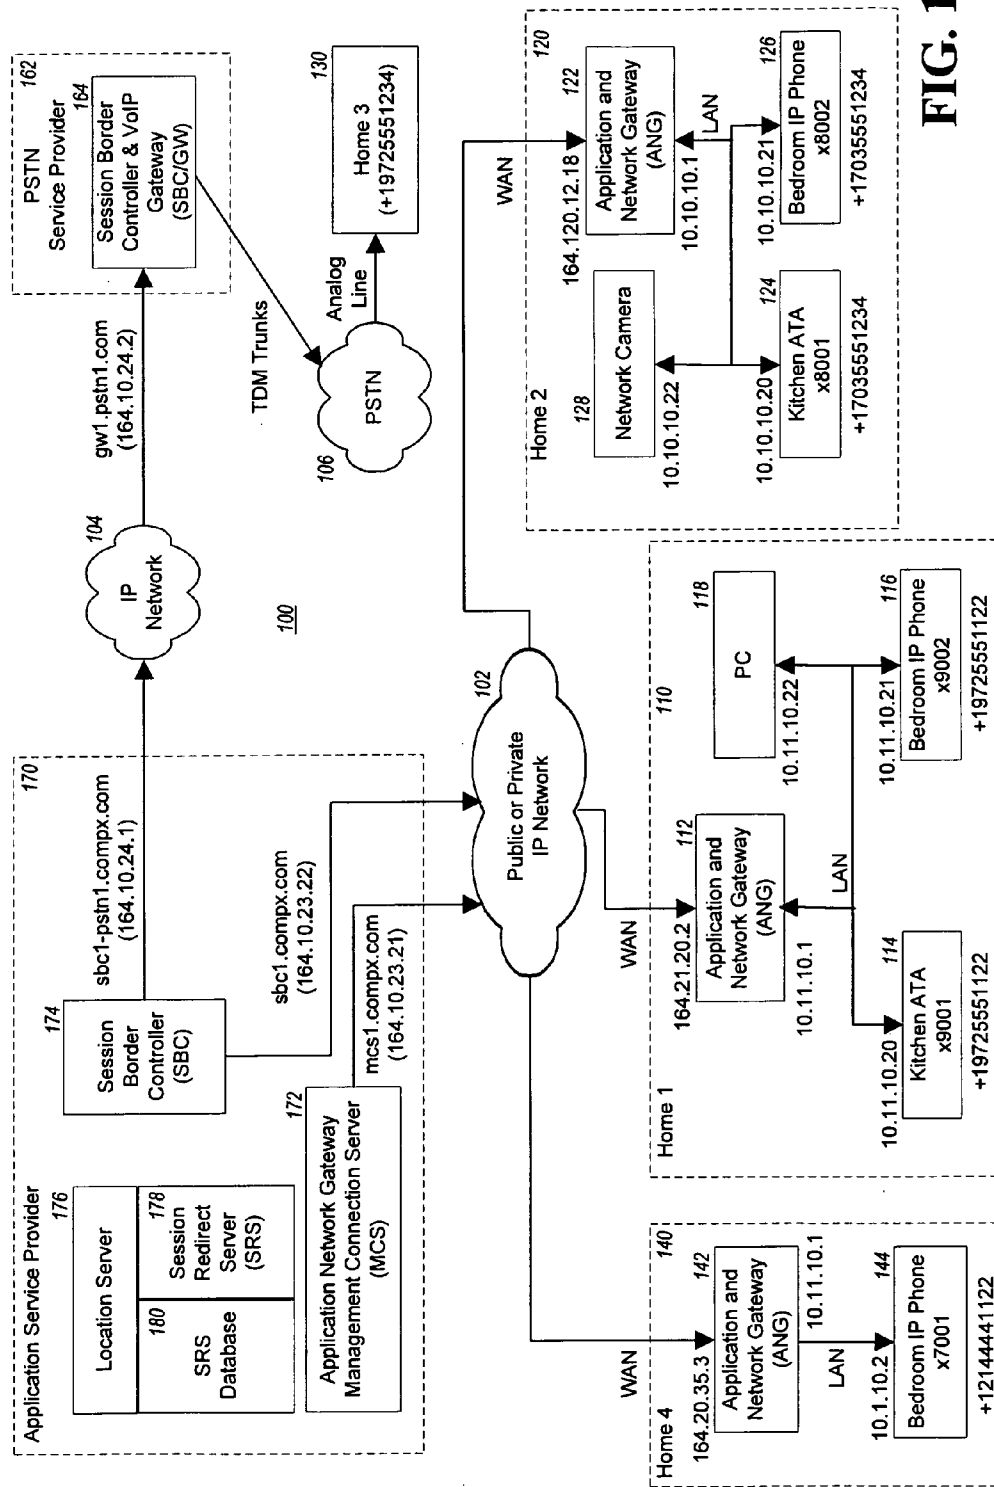 Application Service Provider
170
Location Server
176
SRS
Database
180
Session
Redirect
Server
(SRS)
178
Application Network Gateway
Management Connection Server
(MCS)
172
Session
Border
Controller
(SBC)
174
sbc1-pstn1.compx.com
(164.10.24.1)
sbc1.compx.com
(164.10.23.22)
mcs1.compx.com
(164.10.23.21)
IP
Network
104
gw1.pstn1.com
(164.10.24.2)
PSTN
Service Provider
162
164
Session Border
Controller & VoIP
Gateway
(SBC/GW)
TDM Trunks
PSTN
106
Analog
Line
130
Home 3
(+19725551234)
100
Public or Private
IP Network
102
WAN
Home 4
140
164.20.35.3
142
Application and
Network Gateway
(ANG)
10.11.10.1
LAN
10.1.10.2
144
Bedroom IP Phone
x7001
+12144441122
WAN
Home 1
110
164.21.20.2
112
Application and
Network Gateway
(ANG)
10.11.10.1
LAN
118
PC
10.11.10.22
10.11.10.20
114
Kitchen ATA
x9001
+19725551122
10.11.10.21
116
Bedroom IP Phone
x9002
+19725551122
WAN
Home 2
120
164.120.12.18
122
Application and
Network Gateway
(ANG)
10.10.10.1
LAN
128
Network Camera
10.10.10.22
10.10.10.20
124
Kitchen ATA
x8001
+17035551234
10.10.10.21
126
Bedroom IP Phone
x8002
+17035551234
FIG. 1